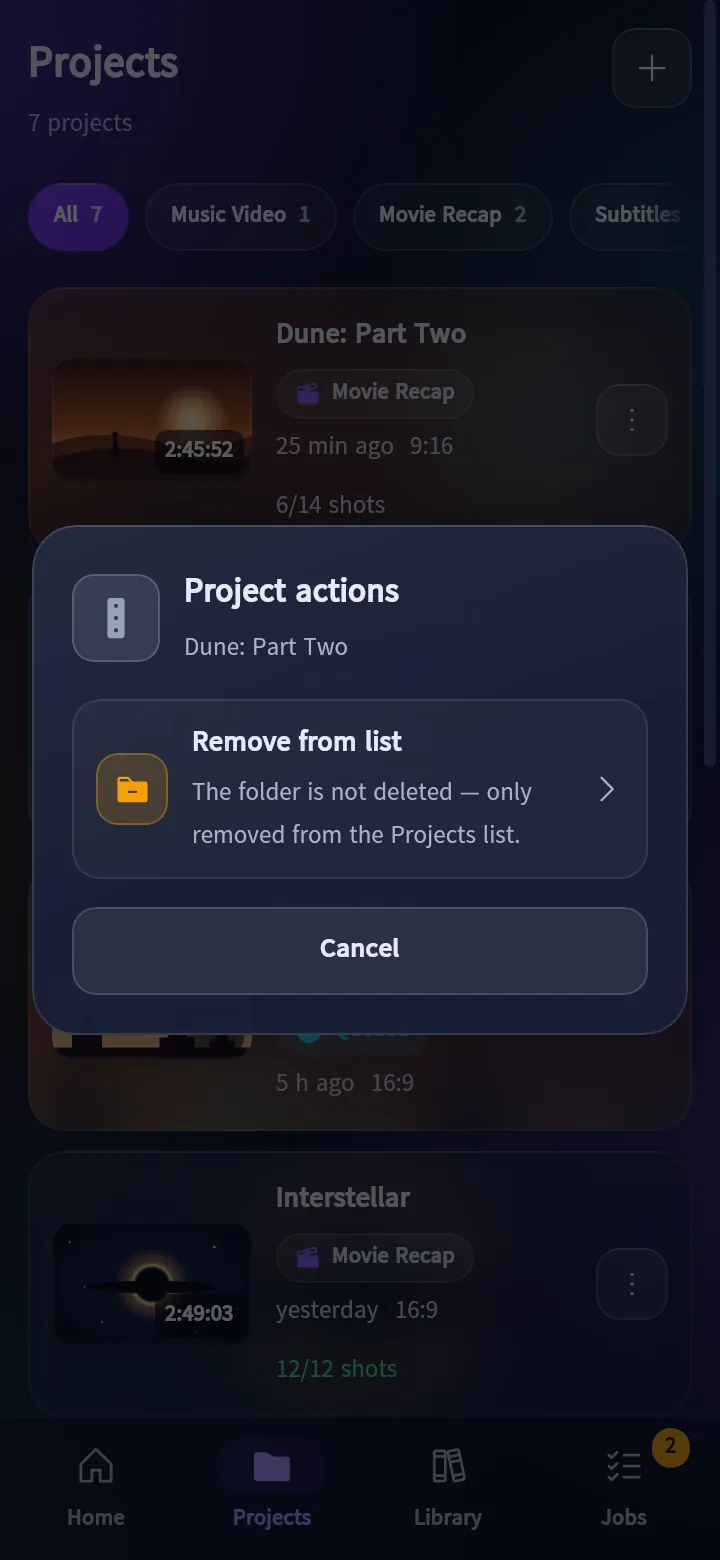 Projects
7 projects
All 7
Music Video 1
Movie Recap 2
Subtitles
Dune: Part Two
Movie Recap
2:45:52
25 min ago 9:16
6/14 shots
Project actions
Dune: Part Two
Remove from list
The folder is not deleted — only
removed from the Projects list.
Cancel
5 h ago 16:9
Interstellar
Movie Recap
2:49:03
yesterday 16:9
12/12 shots
2
Home
Projects
Library
Jobs